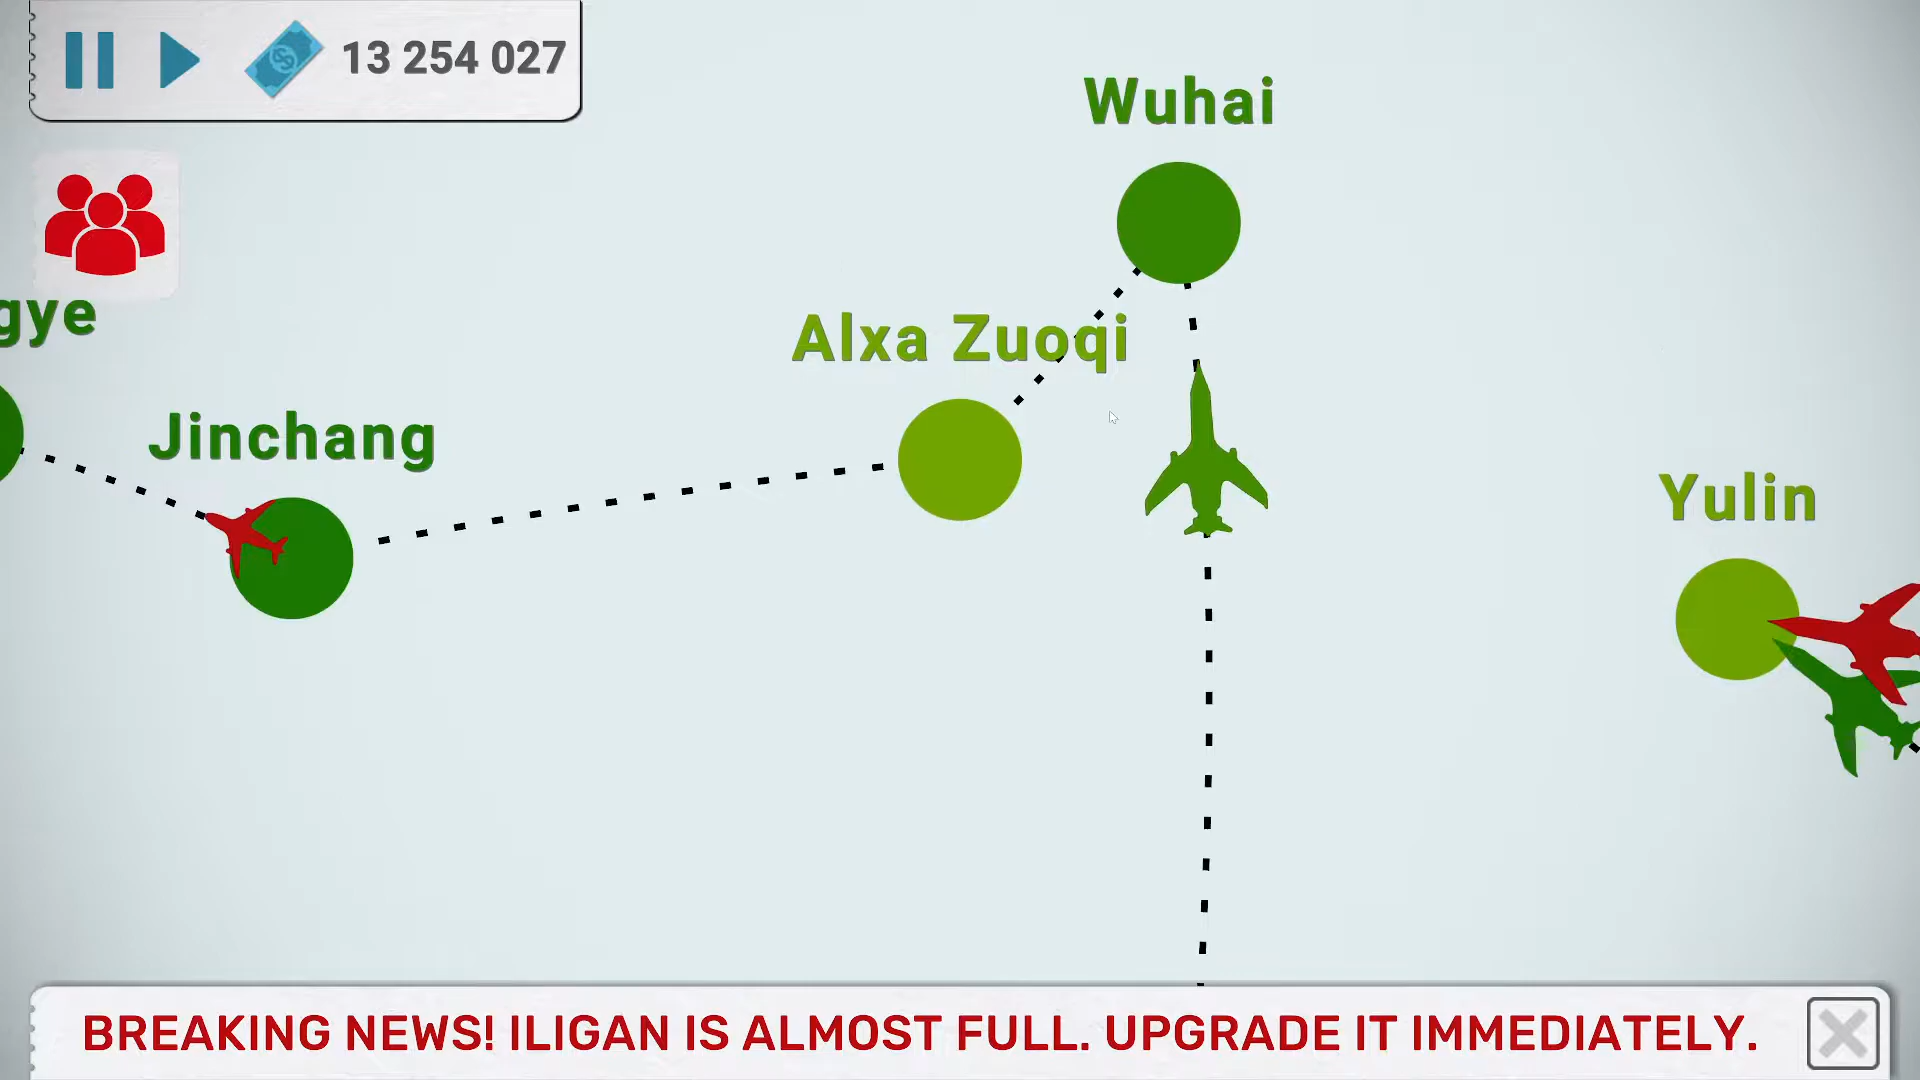 13 254 027
Wuhai
gye
Alxa Zuoqi
Jinchang
Yulin
BREAKING NEWS! ILIGAN IS ALMOST FULL. UPGRADE IT IMMEDIATELY.